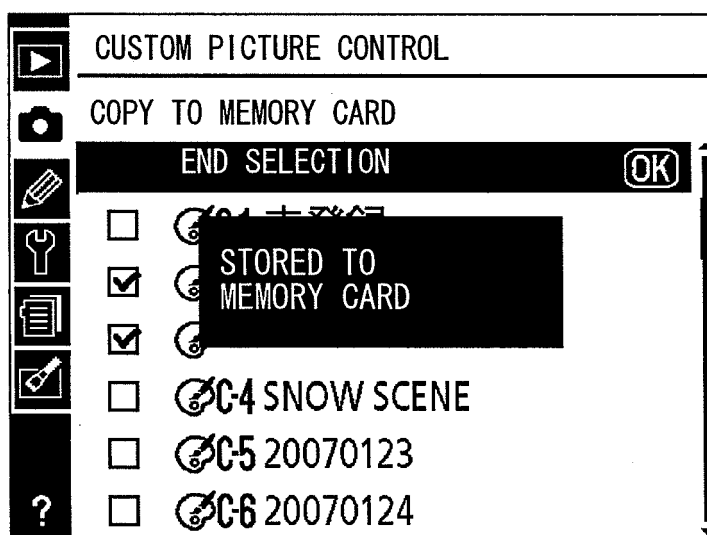 CUSTOM PICTURE CONTROL
COPY TO MEMORY CARD
END SELECTION OK
STORED TO
MEMORY CARD
C-4 SNOW SCENE
C-5 20070123
C-6 20070124
?